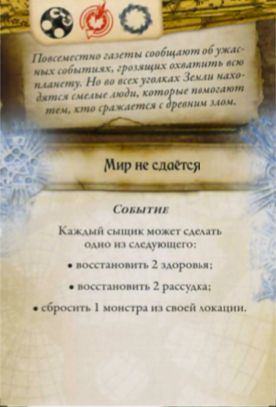 Повсеместно газеты сообщают об ужас-
ных событиях, грозящих охватить всю
планету. Но во всех уголках Земли нахо-
дятся смелые люди, которые помогают
тем, кто сражается с древним злом.
Мир не сдаётся
Событие
Каждый сыщик может сделать
одно из следующего:
• восстановить 2 здоровья;
• восстановить 2 рассудка;
• сбросить 1 монстра из своей локации.